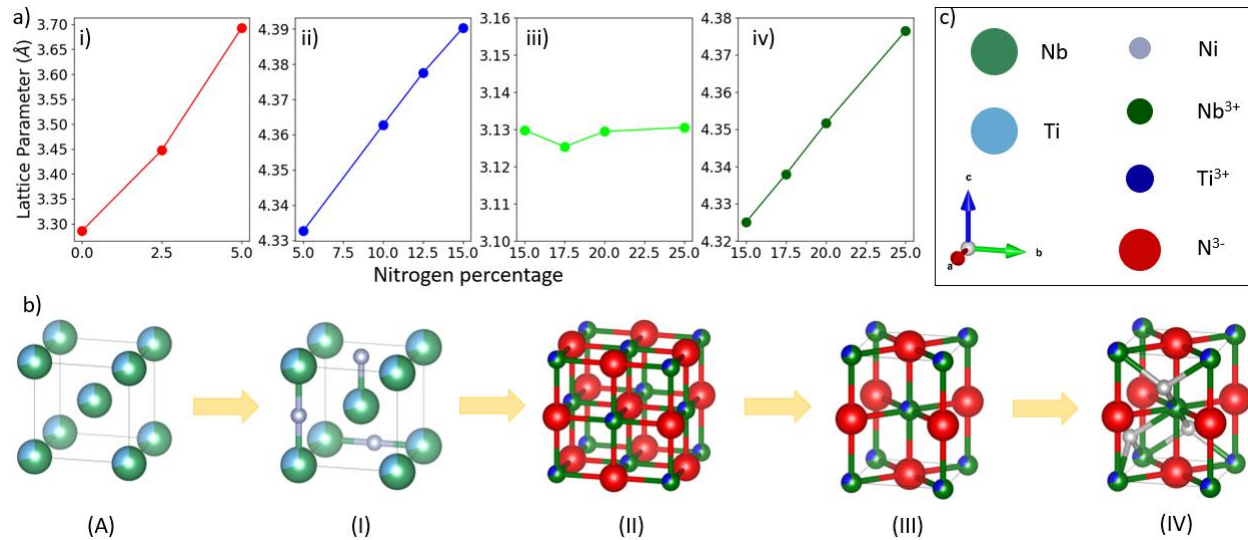 a)
i)
ii)
iii)
iv)
Lattice Parameter (Å)
3.70
3.65
3.60
3.55
3.50
3.45
3.40
3.35
3.30
0.0 2.5 5.0
4.39
4.38
4.37
4.36
4.35
4.34
4.33
5.0 7.5 10.0 12.5 15.0
3.16
3.15
3.14
3.13
3.12
3.11
3.10
15.0 17.5 20.0 22.5 25.0
4.38
4.37
4.36
4.35
4.34
4.33
4.32
15.0 17.5 20.0 22.5 25.0
Nitrogen percentage
c)
Nb
Ti
Ni
Nb³⁺
Ti³⁺
N³⁻
c
a
b
b)
(A) (I) (II) (III) (IV)